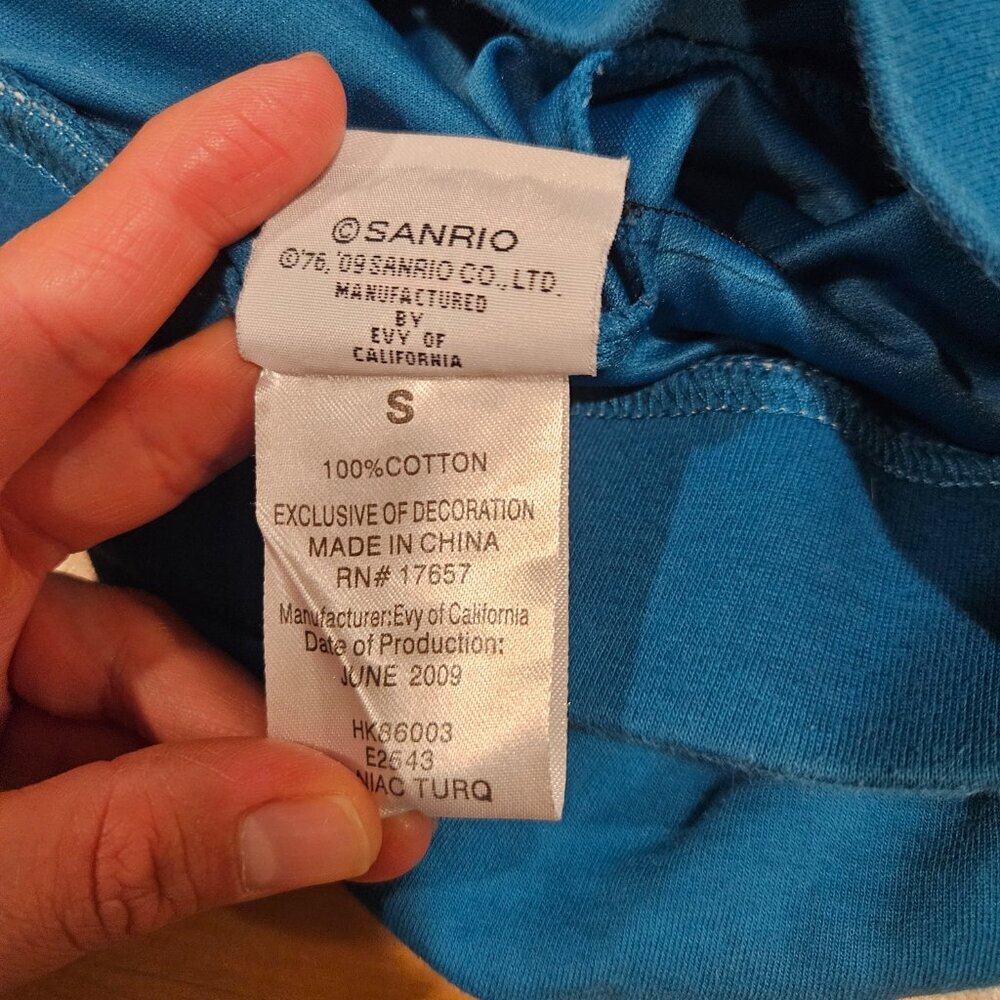 ©SANRIO
©'76, '09 SANRIO CO., LTD.
MANUFACTURED
BY
EVY OF
CALIFORNIA
S
100%COTTON
EXCLUSIVE OF DECORATION
MADE IN CHINA
RN# 17657
Manufacturer:Evy of California
Date of Production:
JUNE 2009
HK86003
E2643
TURQ